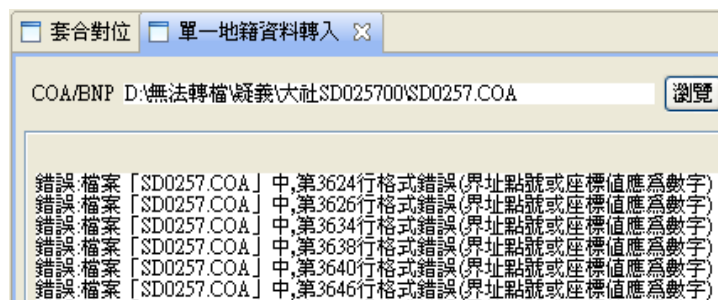 套合對位 單一地籍資料轉入
COA/BNP D:\無法轉檔\疑義\大社SD025700\SD0257.COA 瀏覽
錯誤:檔案「SD0257.COA」中,第3624行格式錯誤(界址點號或座標值應為數字)
錯誤:檔案「SD0257.COA」中,第3626行格式錯誤(界址點號或座標值應為數字)
錯誤:檔案「SD0257.COA」中,第3634行格式錯誤(界址點號或座標值應為數字)
錯誤:檔案「SD0257.COA」中,第3638行格式錯誤(界址點號或座標值應為數字)
錯誤:檔案「SD0257.COA」中,第3640行格式錯誤(界址點號或座標值應為數字)
錯誤:檔案「SD0257.COA」中,第3646行格式錯誤(界址點號或座標值應為數字)